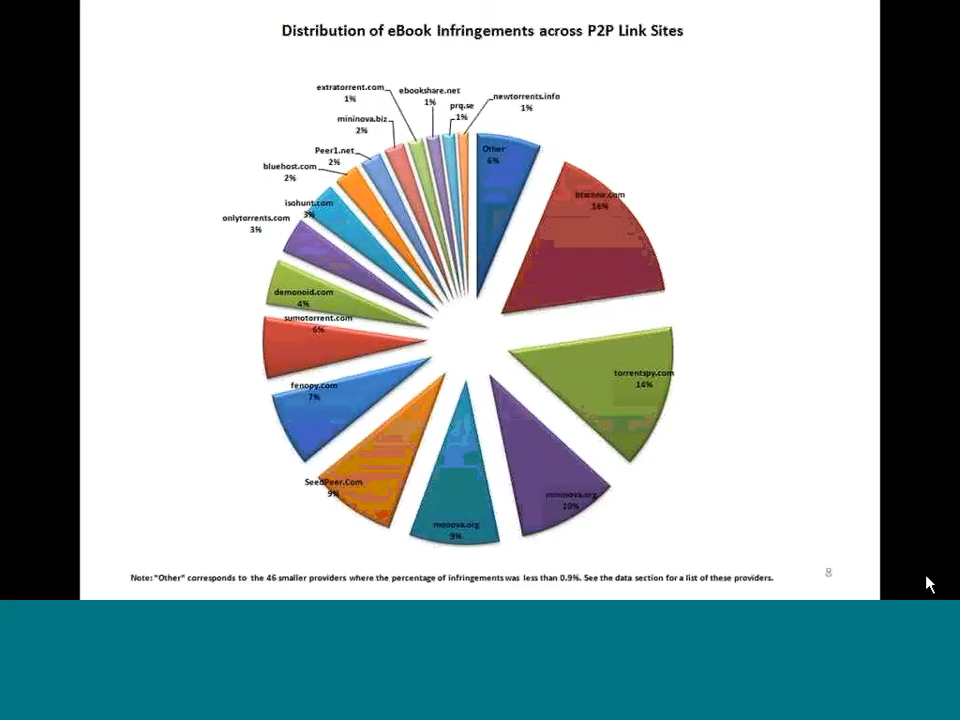 Distribution of eBook Infringements across P2P Link Sites
extratorrent.com
1%
ebookshare.net
1%
prq.se
1%
newtorrents.info
1%
mininova.biz
2%
Peer1.net
2%
bluehost.com
2%
isohunt.com
3%
onlytorrents.com
3%
demonoid.com
4%
sumotorrent.com
6%
fenopy.com
7%
SeedPeer.Com
9%
monova.org
9%
mininova.org
10%
torrentspy.com
14%
16%
Other
6%
Note: "Other" corresponds to the 46 smaller providers where the percentage of infringements was less than 0.9%. See the data section for a list of these providers.
8